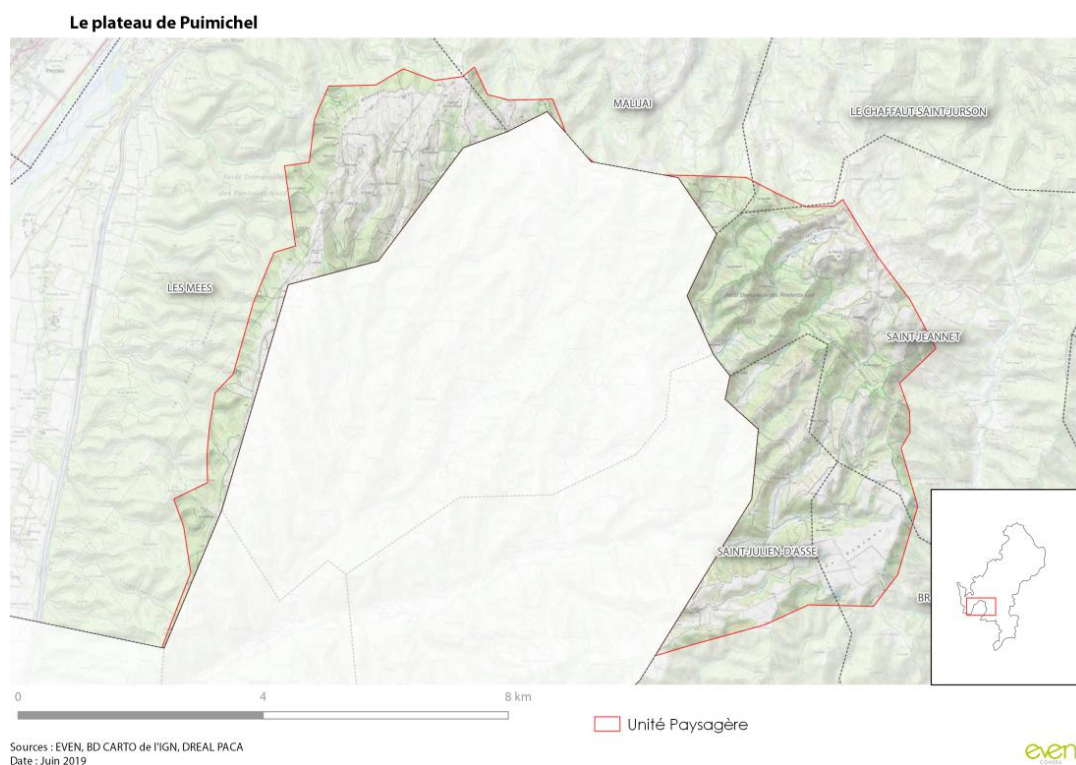 Le plateau de Puimichel
MALIJAI
LE CHAFFAUT-SAINT-JURSON
LES MEES
SAINT-JEANNET
SAINT-JULIEN-D'ASSE
BR
0 4 8 km
Unité Paysagère
Sources : EVEN, BD CARTO de l'IGN, DREAL PACA
Date : Juin 2019
even
CONSEIL